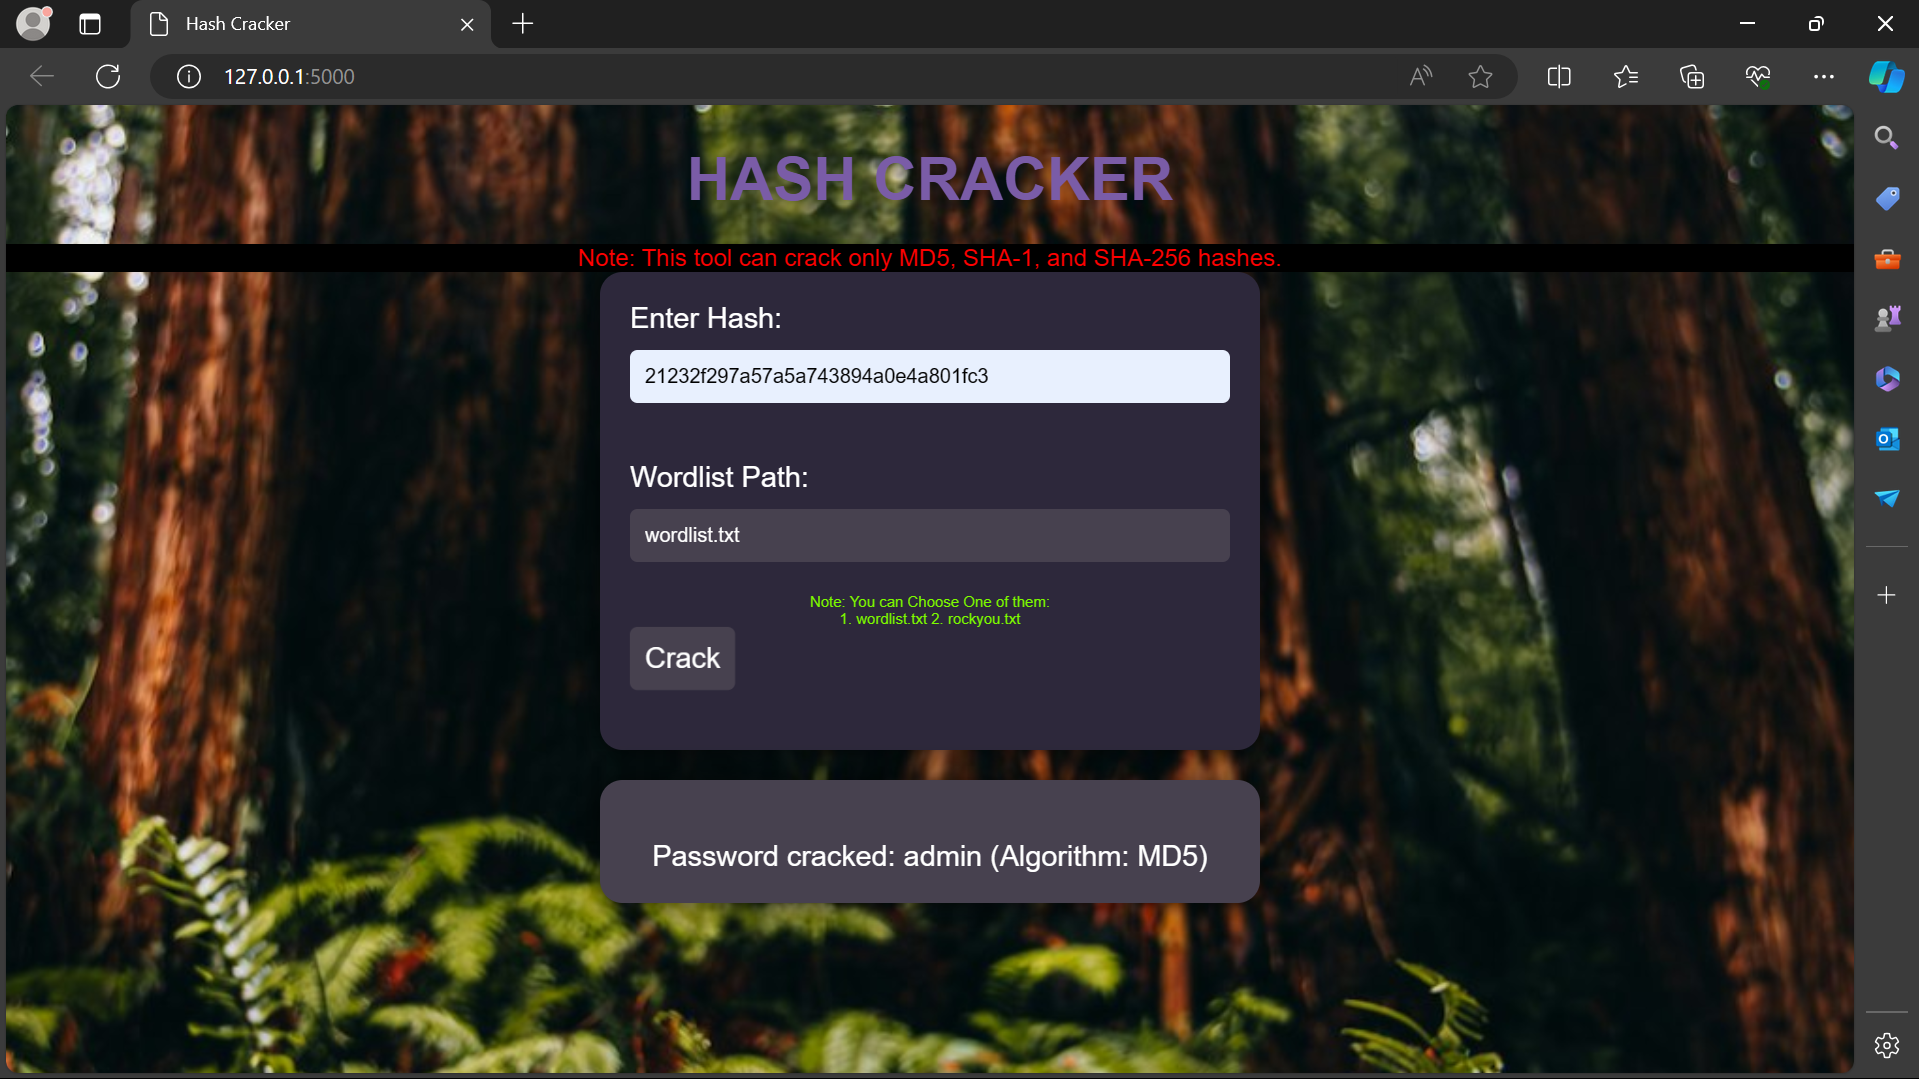 Hash Cracker
127.0.0.1:5000
HASH CRACKER
Note: This tool can crack only MD5, SHA-1, and SHA-256 hashes.
Enter Hash:
21232f297a57a5a743894a0e4a801fc3
Wordlist Path:
wordlist.txt
Note: You can Choose One of them:
1. wordlist.txt 2. rockyou.txt
Crack
Password cracked: admin (Algorithm: MD5)